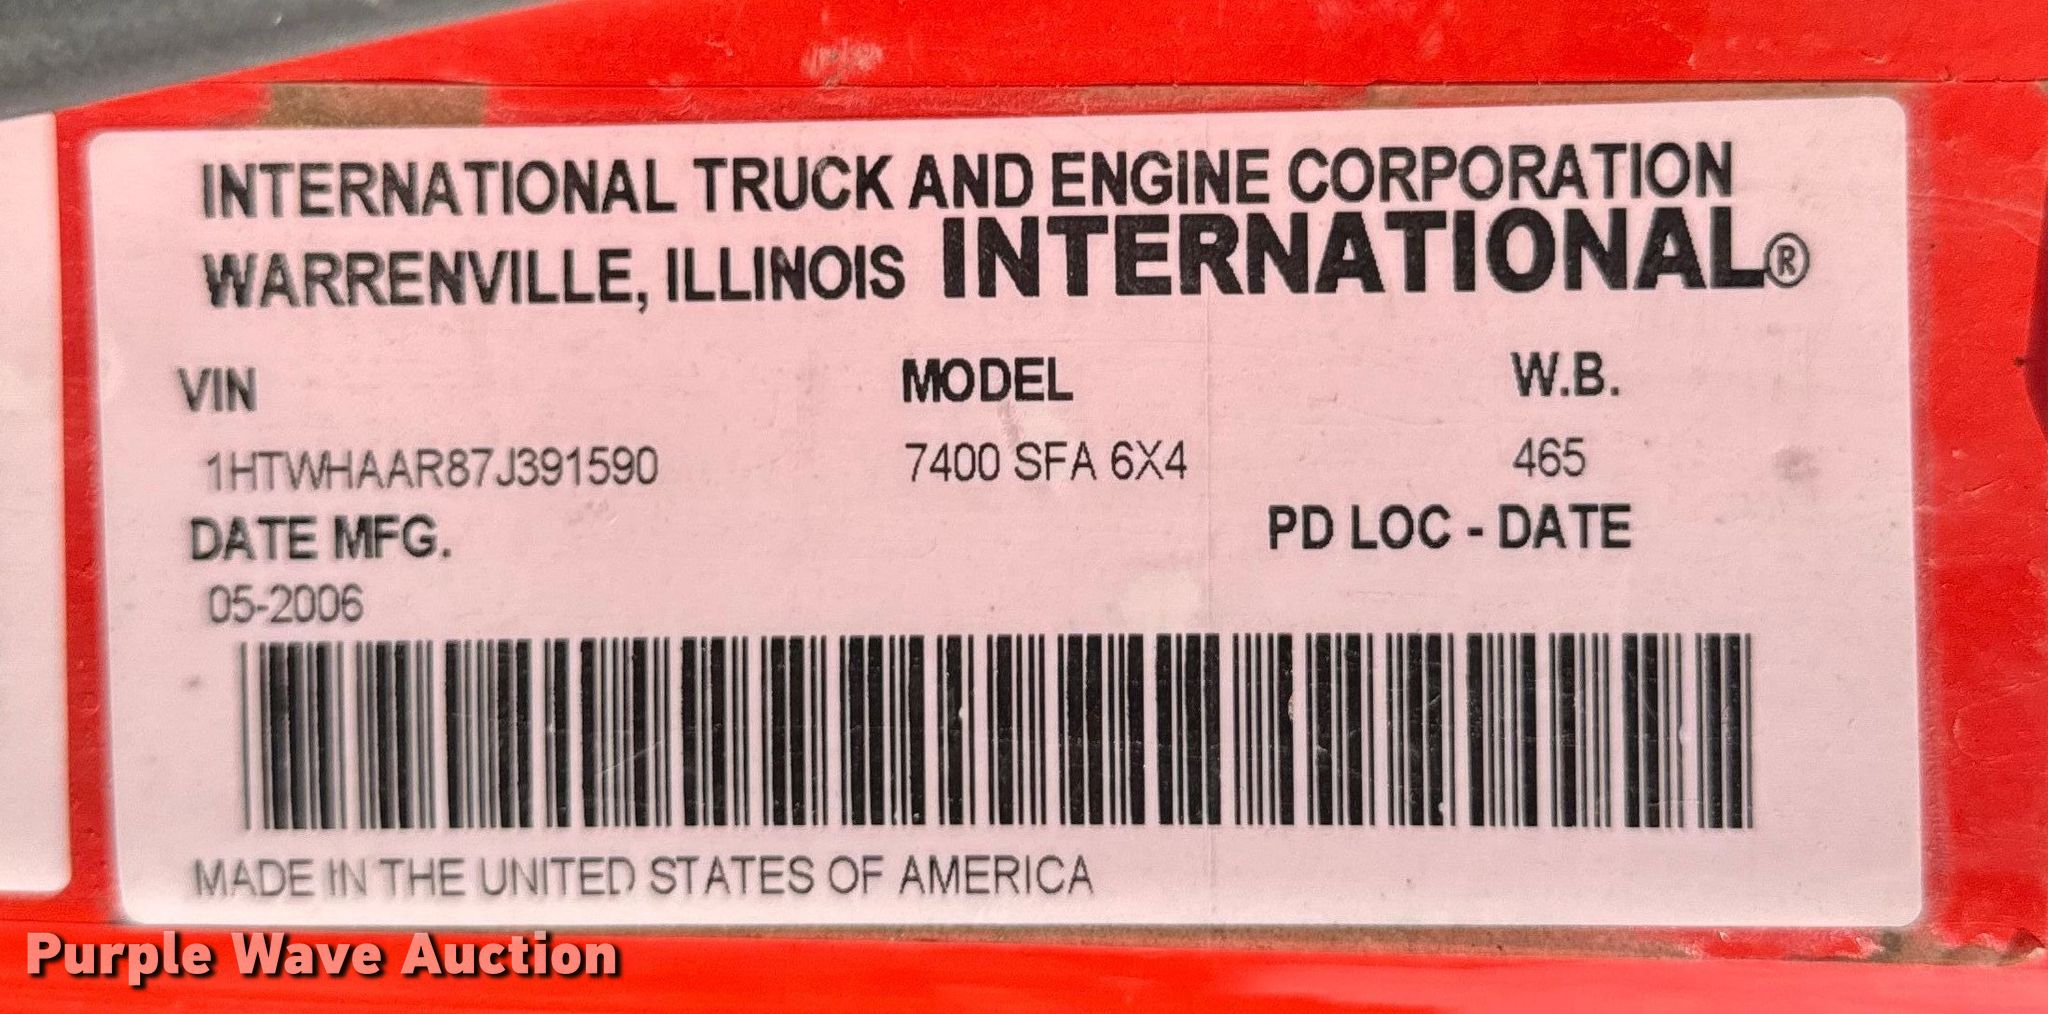 INTERNATIONAL TRUCK AND ENGINE CORPORATION
WARRENVILLE, ILLINOIS INTERNATIONAL®
VIN MODEL W.B.
1HTWHAAR87J391590 7400 SFA 6X4 465
DATE MFG. PD LOC - DATE
05-2006
MADE IN THE UNITED STATES OF AMERICA
Purple Wave Auction